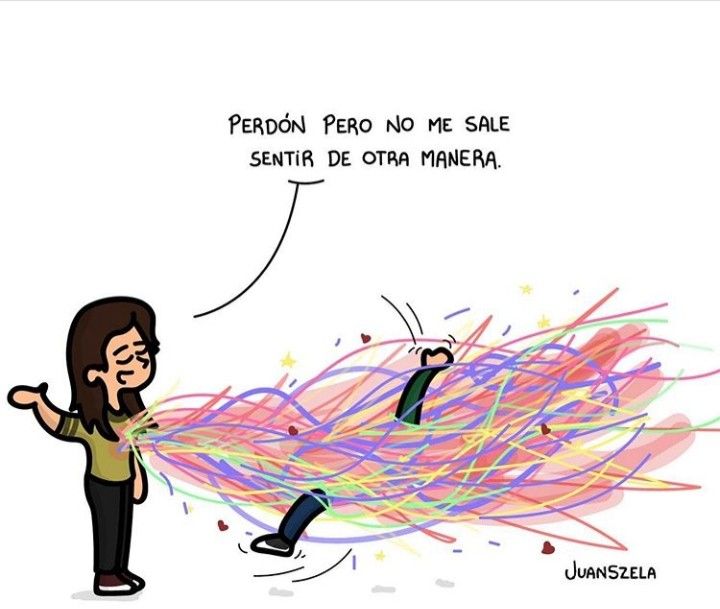 PERDÓN PERO NO ME SALE
SENTIR DE OTRA MANERA.
JUANSZELA